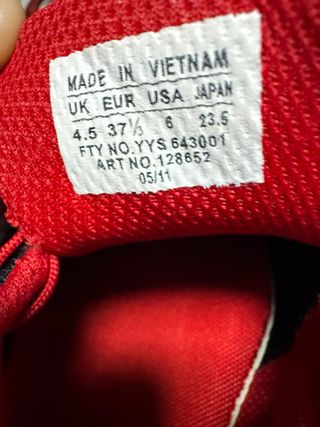 MADE IN VIETNAM
UK EUR USA JAPAN
4.5 37⅓ 6 23.5
FTY NO.YYS 643001
ART NO.128652
05/11